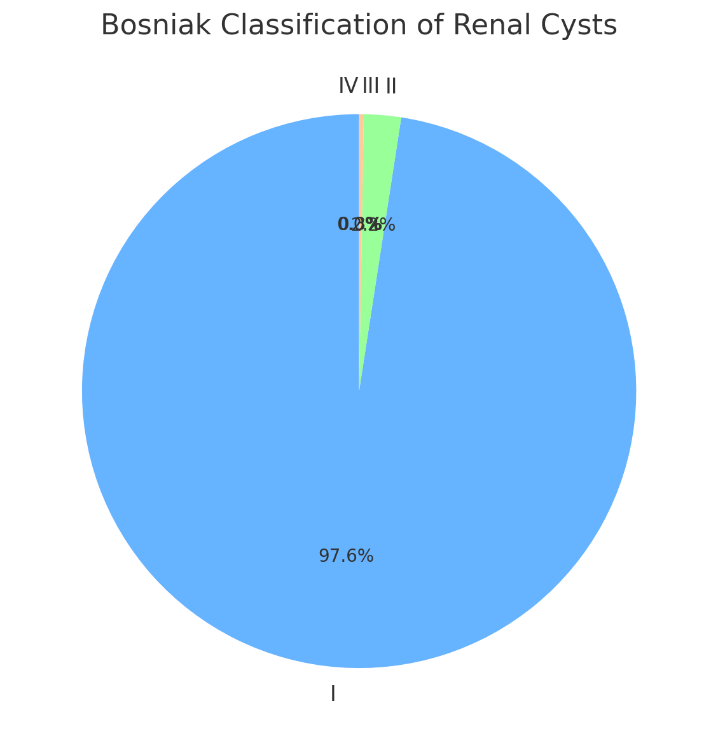 Bosniak Classification of Renal Cysts
IV III II
97.6%
I